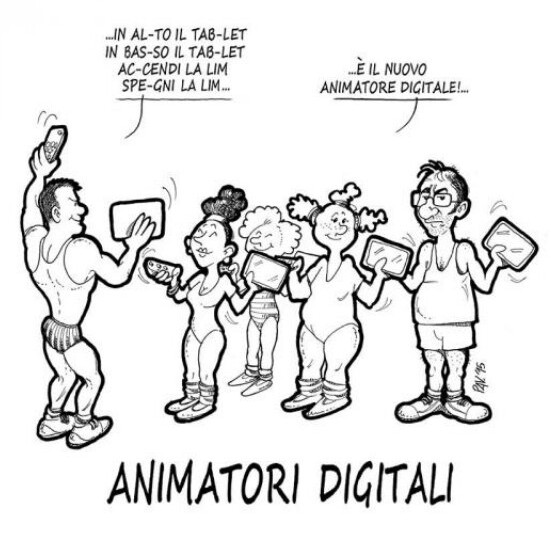 ...IN AL-TO IL TAB-LET
IN BAS-SO IL TAB-LET
AC-CENDI LA LIM
SPE-GNI LA LIM...
...È IL NUOVO
ANIMATORE DIGITALE!...
ANIMATORI DIGITALI